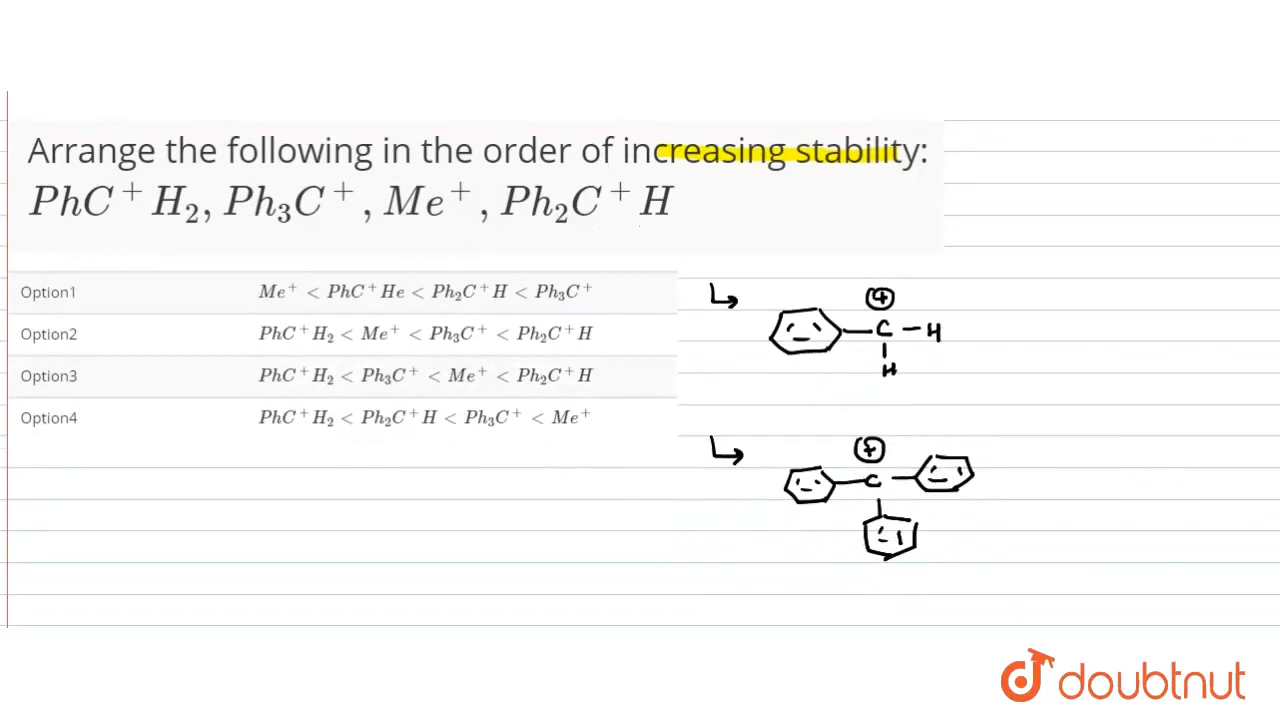 Arrange the following in the order of increasing stability:
PhC⁺H₂, Ph₃C⁺, Me⁺, Ph₂C⁺H
Option1 Me⁺ < PhC⁺He < Ph₂C⁺H < Ph₃C⁺
Option2 PhC⁺H₂ < Me⁺ < Ph₃C⁺ < Ph₂C⁺H
Option3 PhC⁺H₂ < Ph₃C⁺ < Me⁺ < Ph₂C⁺H
Option4 PhC⁺H₂ < Ph₂C⁺H < Ph₃C⁺ < Me⁺
+
C – H
H
+
C
doubtnut